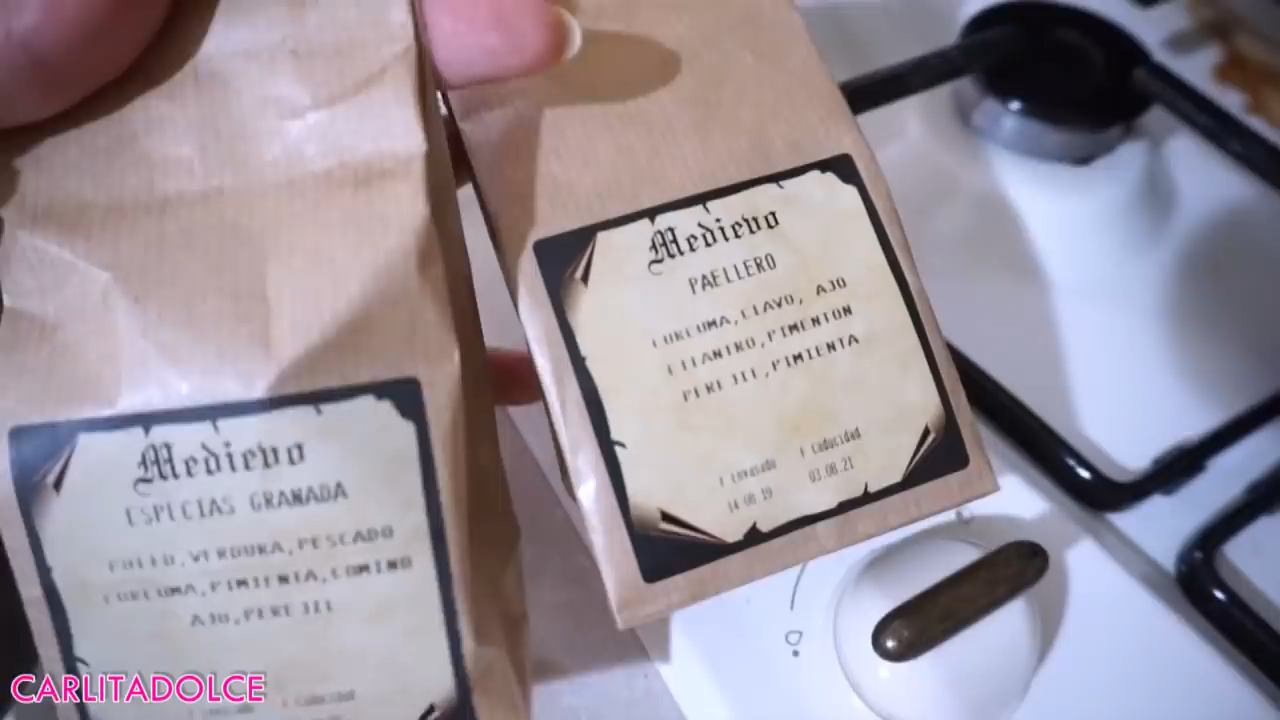 Medievo
PAELLERO
CURCUMA, CLAVO, AJO
CILANTRO, PIMENTON
PEREJIL, PIMIENTA
F envasado F caducidad
14.08.19 03.08.21
Medievo
ESPECIAS GRANADA
POLLO, VERDURA, PESCADO
CURCUMA, PIMIENTA, COMINO
AJO, PEREJIL
F caducidad
CARLITADOLCE